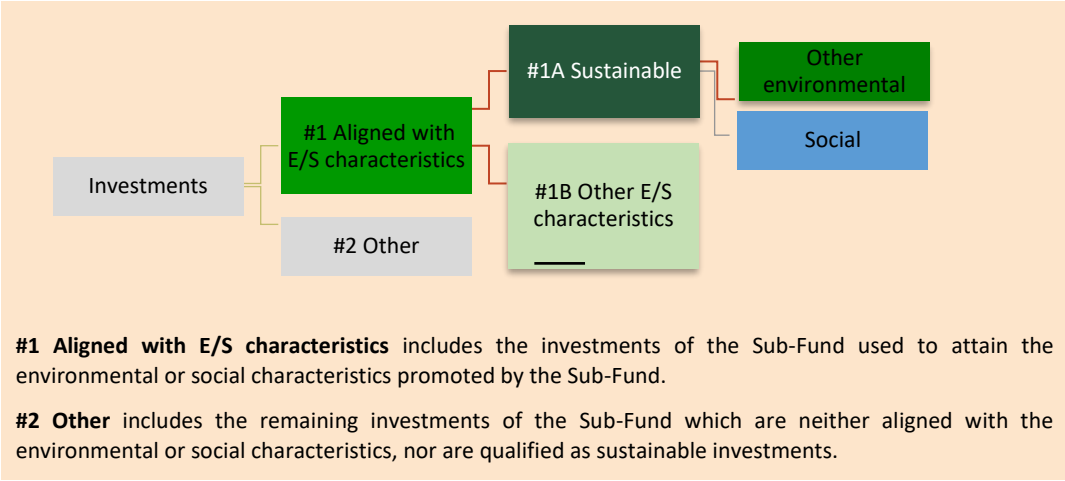 Investments
#1 Aligned with
E/S characteristics
#2 Other
#1A Sustainable
#1B Other E/S
characteristics
Other
environmental
Social
#1 Aligned with E/S characteristics includes the investments of the Sub-Fund used to attain the
environmental or social characteristics promoted by the Sub-Fund.
#2 Other includes the remaining investments of the Sub-Fund which are neither aligned with the
environmental or social characteristics, nor are qualified as sustainable investments.